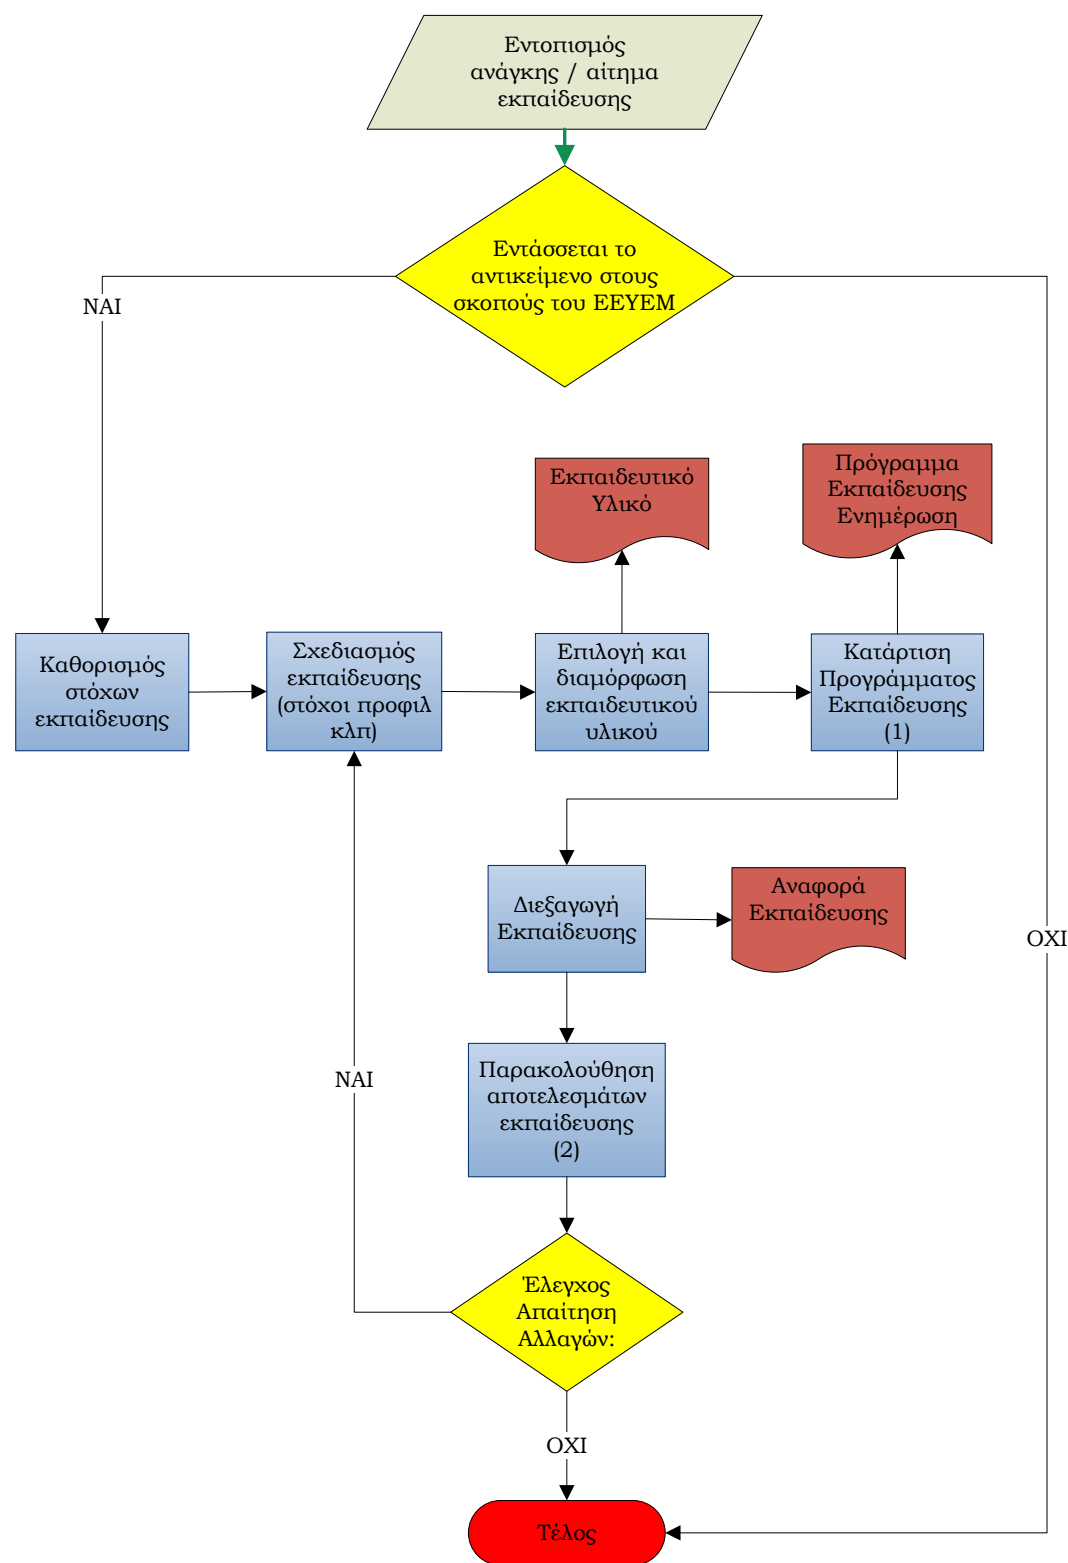 Εντοπισμός
ανάγκης / αίτημα
εκπαίδευσης
Εντάσσεται το
αντικείμενο στους
σκοπούς του ΕΕΥΕΜ
ΝΑΙ
Εκπαιδευτικό
Υλικό
Πρόγραμμα
Εκπαίδευσης
Ενημέρωση
Καθορισμός
στόχων
εκπαίδευσης
Σχεδιασμός
εκπαίδευσης
(στόχοι προφιλ
κλπ)
Επιλογή και
διαμόρφωση
εκπαιδευτικού
υλικού
Κατάρτιση
Προγράμματος
Εκπαίδευσης
(1)
Διεξαγωγή
Εκπαίδευσης
Αναφορά
Εκπαίδευσης
ΟΧΙ
Παρακολούθηση
αποτελεσμάτων
εκπαίδευσης
(2)
ΝΑΙ
Έλεγχος
Απαίτηση
Αλλαγών:
ΟΧΙ
Τέλος